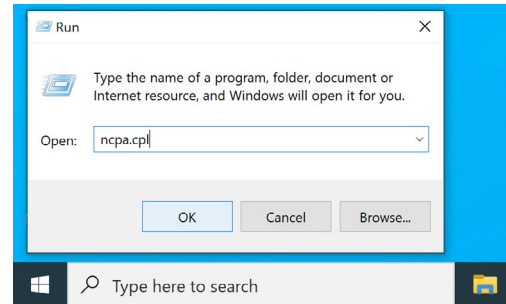 Run
Type the name of a program, folder, document or
Internet resource, and Windows will open it for you.
Open: ncpa.cpl
OK Cancel Browse...
Type here to search